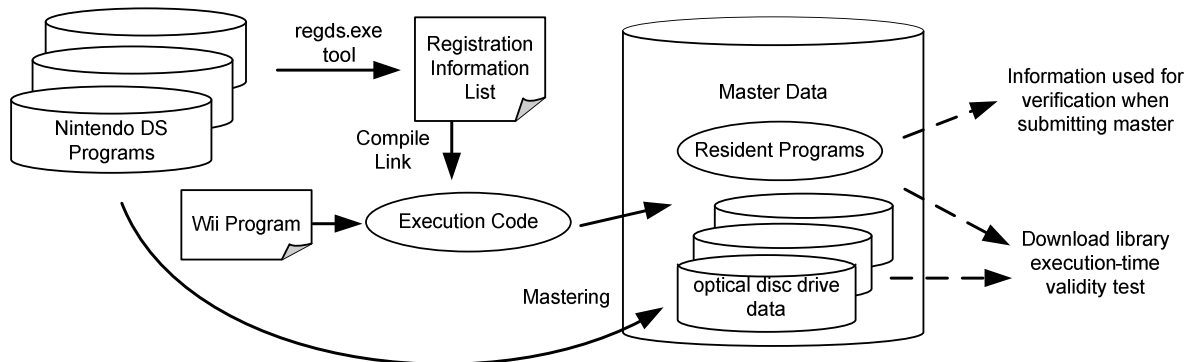 regds.exe
tool
Registration
Information
List
Nintendo DS
Programs
Compile
Link
Wii Program
Execution Code
Mastering
Master Data
Resident Programs
optical disc drive
data
Information used for
verification when
submitting master
Download library
execution-time
validity test